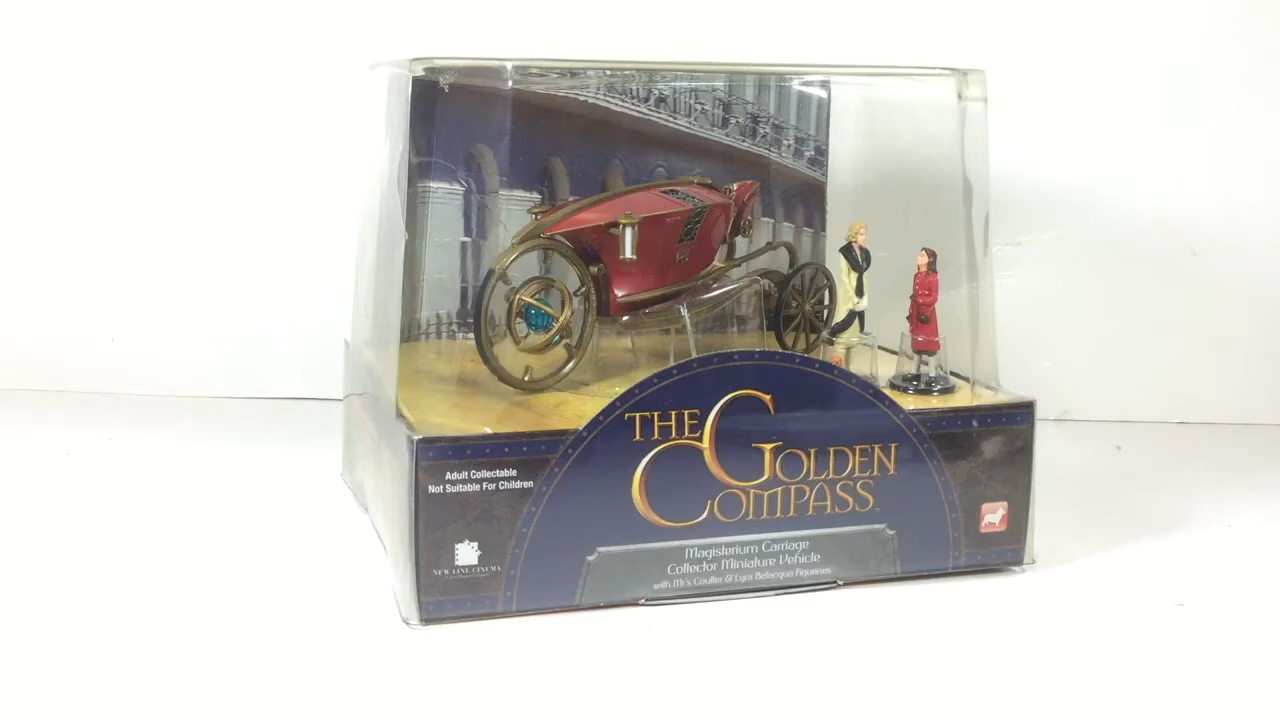 THE GOLDEN
COMPASS™
Adult Collectable
Not Suitable For Children
NEW LINE CINEMA
Magisterium Carriage
Collector Miniature Vehicle
with Mrs Coulter & Lyra Belacqua Figurines